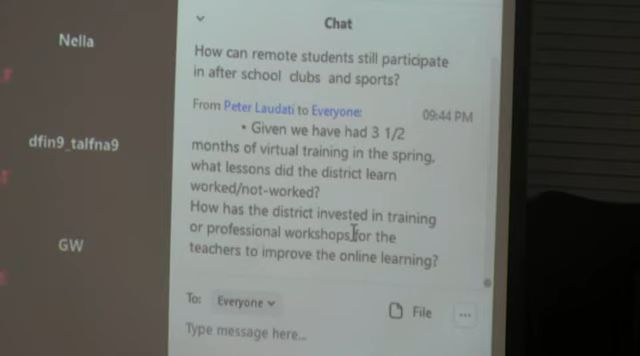 Nella
dfin9_talfna9
GW
Chat
How can remote students still participate
in after school clubs and sports?
From Peter Laudati to Everyone:
09:44 PM
• Given we have had 3 1/2
months of virtual training in the spring,
what lessons did the district learn
worked/not-worked?
How has the district invested in training
or professional workshops for the
teachers to improve the online learning?
To: Everyone
File
Type message here...